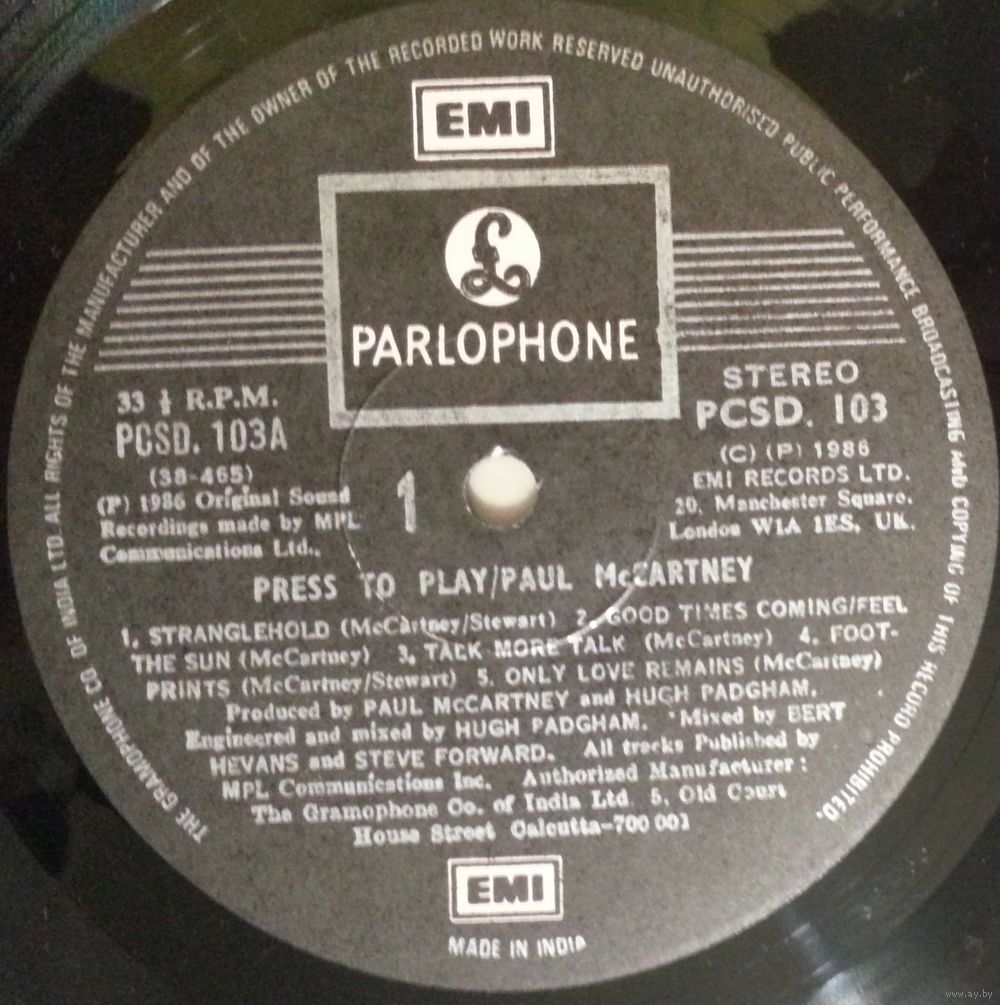 THE GRAMOPHONE CO OF INDIA LTD. ALL RIGHTS OF THE MANUFACTURER AND OF THE OWNER OF THE RECORDED WORK RESERVED UNAUTHORISED PUBLIC PERFORMANCE BROADCASTING AND COPYING OF THIS RECORD PROHIBITED.
EMI
£
PARLOPHONE
33 ⅓ R.P.M.
PCSD. 103A
(38-465)
(P) 1986 Original Sound
Recordings made by MPL
Communications Ltd.,
1
STEREO
PCSD. 103
(C) (P) 1986
EMI RECORDS LTD.
20, Manchester Square,
London W1A 1ES, UK.
PRESS TO PLAY/PAUL McCARTNEY
1. STRANGLEHOLD (McCartney/Stewart) 2. GOOD TIMES COMING/FEEL
THE SUN (McCartney) 3. TALK MORE TALK (McCartney) 4. FOOT-
PRINTS (McCartney/Stewart) 5. ONLY LOVE REMAINS (McCartney)
Produced by PAUL McCARTNEY and HUGH PADGHAM.
Engineered and mixed by HUGH PADGHAM. *Mixed by BERT
HEVANS and STEVE FORWARD. All tracks Published by
MPL Communications Inc. Authorized Manufacturer :
The Gramophone Co. of India Ltd. 5, Old Court
House Street Calcutta-700 001
EMI
MADE IN INDIA
www.ay.by